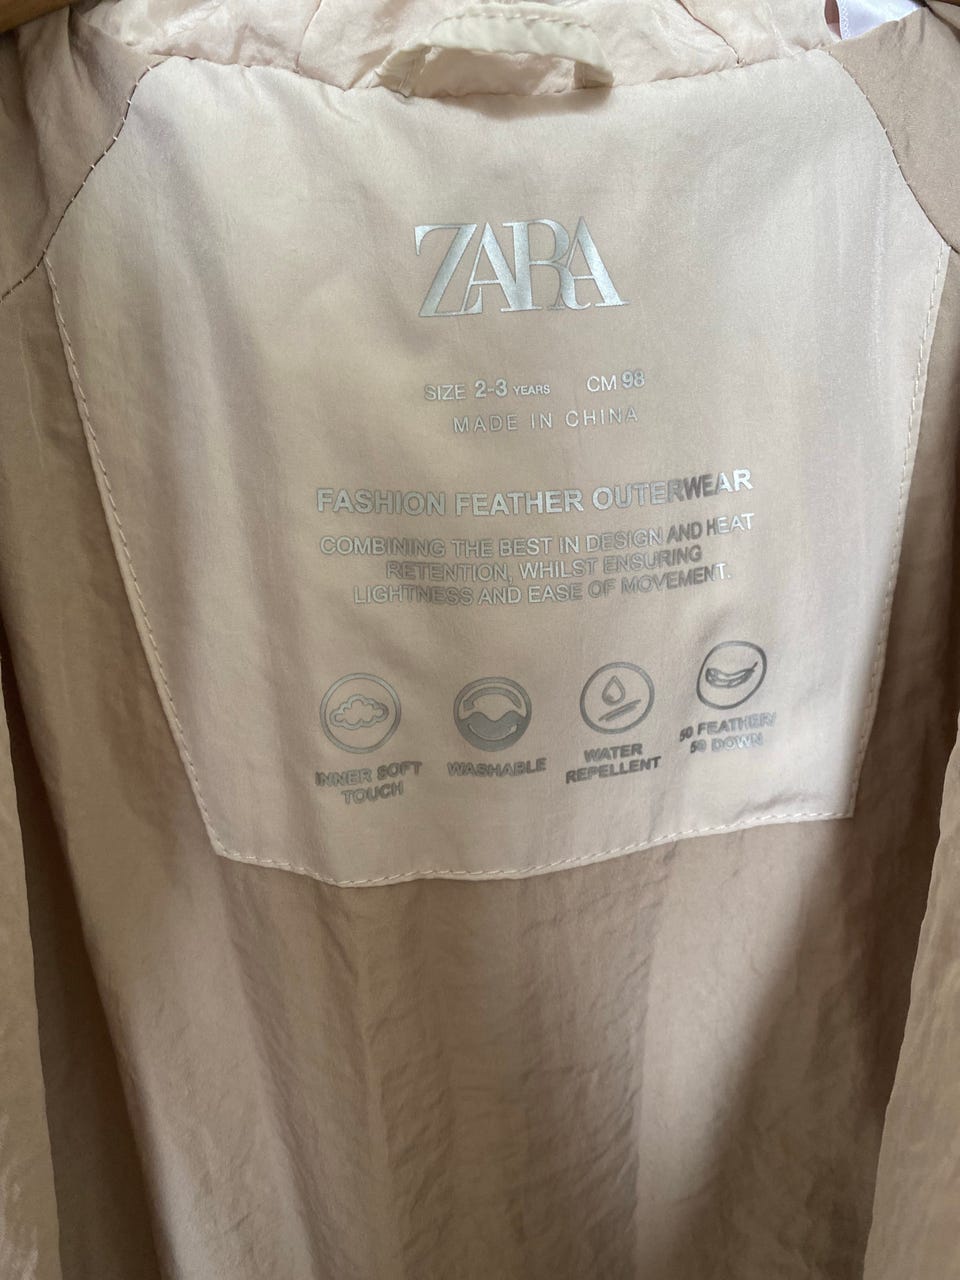 ZARA
SIZE 2-3 YEARS CM 98
MADE IN CHINA
FASHION FEATHER OUTERWEAR
COMBINING THE BEST IN DESIGN AND HEAT
RETENTION, WHILST ENSURING
LIGHTNESS AND EASE OF MOVEMENT.
INNER SOFT
TOUCH
WASHABLE
WATER
REPELLENT
50 FEATHER/
50 DOWN